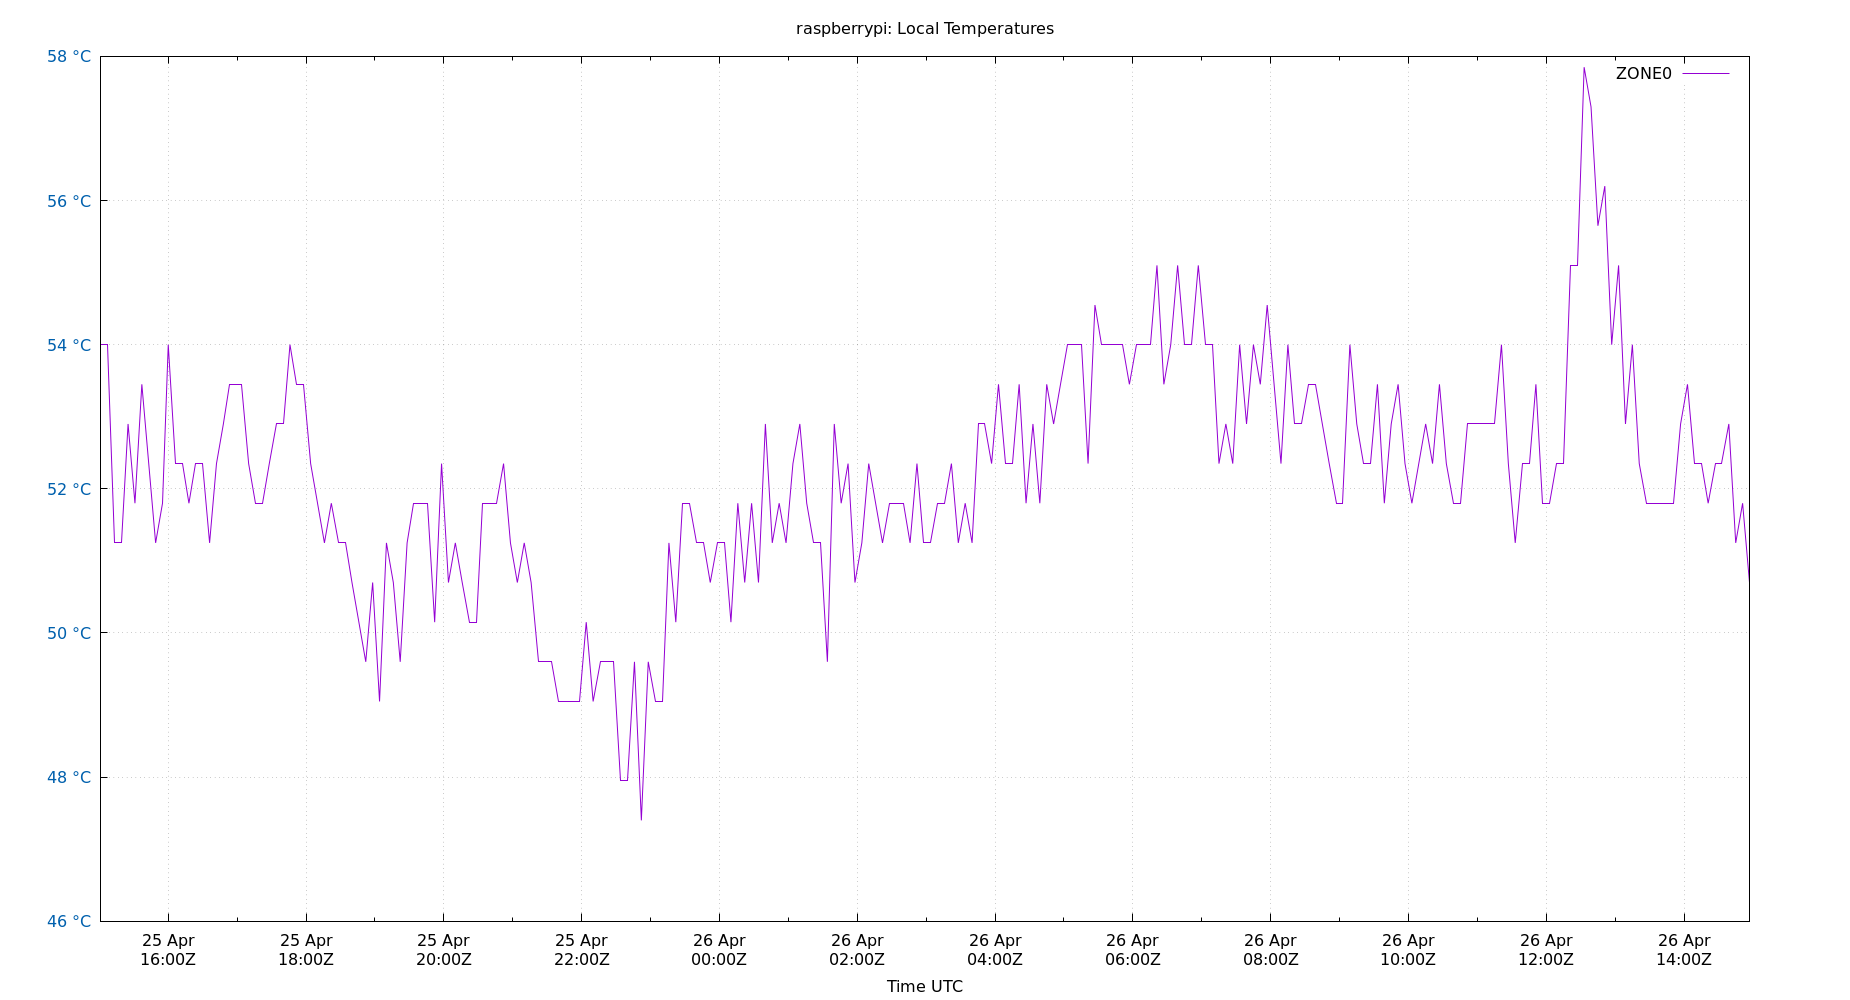 raspberrypi: Local Temperatures
58 °C
ZONE0
56 °C
54 °C
52 °C
50 °C
48 °C
46 °C
25 Apr 25 Apr 25 Apr 25 Apr 26 Apr 26 Apr 26 Apr 26 Apr 26 Apr 26 Apr 26 Apr 26 Apr
16:00Z 18:00Z 20:00Z 22:00Z 00:00Z 02:00Z 04:00Z 06:00Z 08:00Z 10:00Z 12:00Z 14:00Z
Time UTC